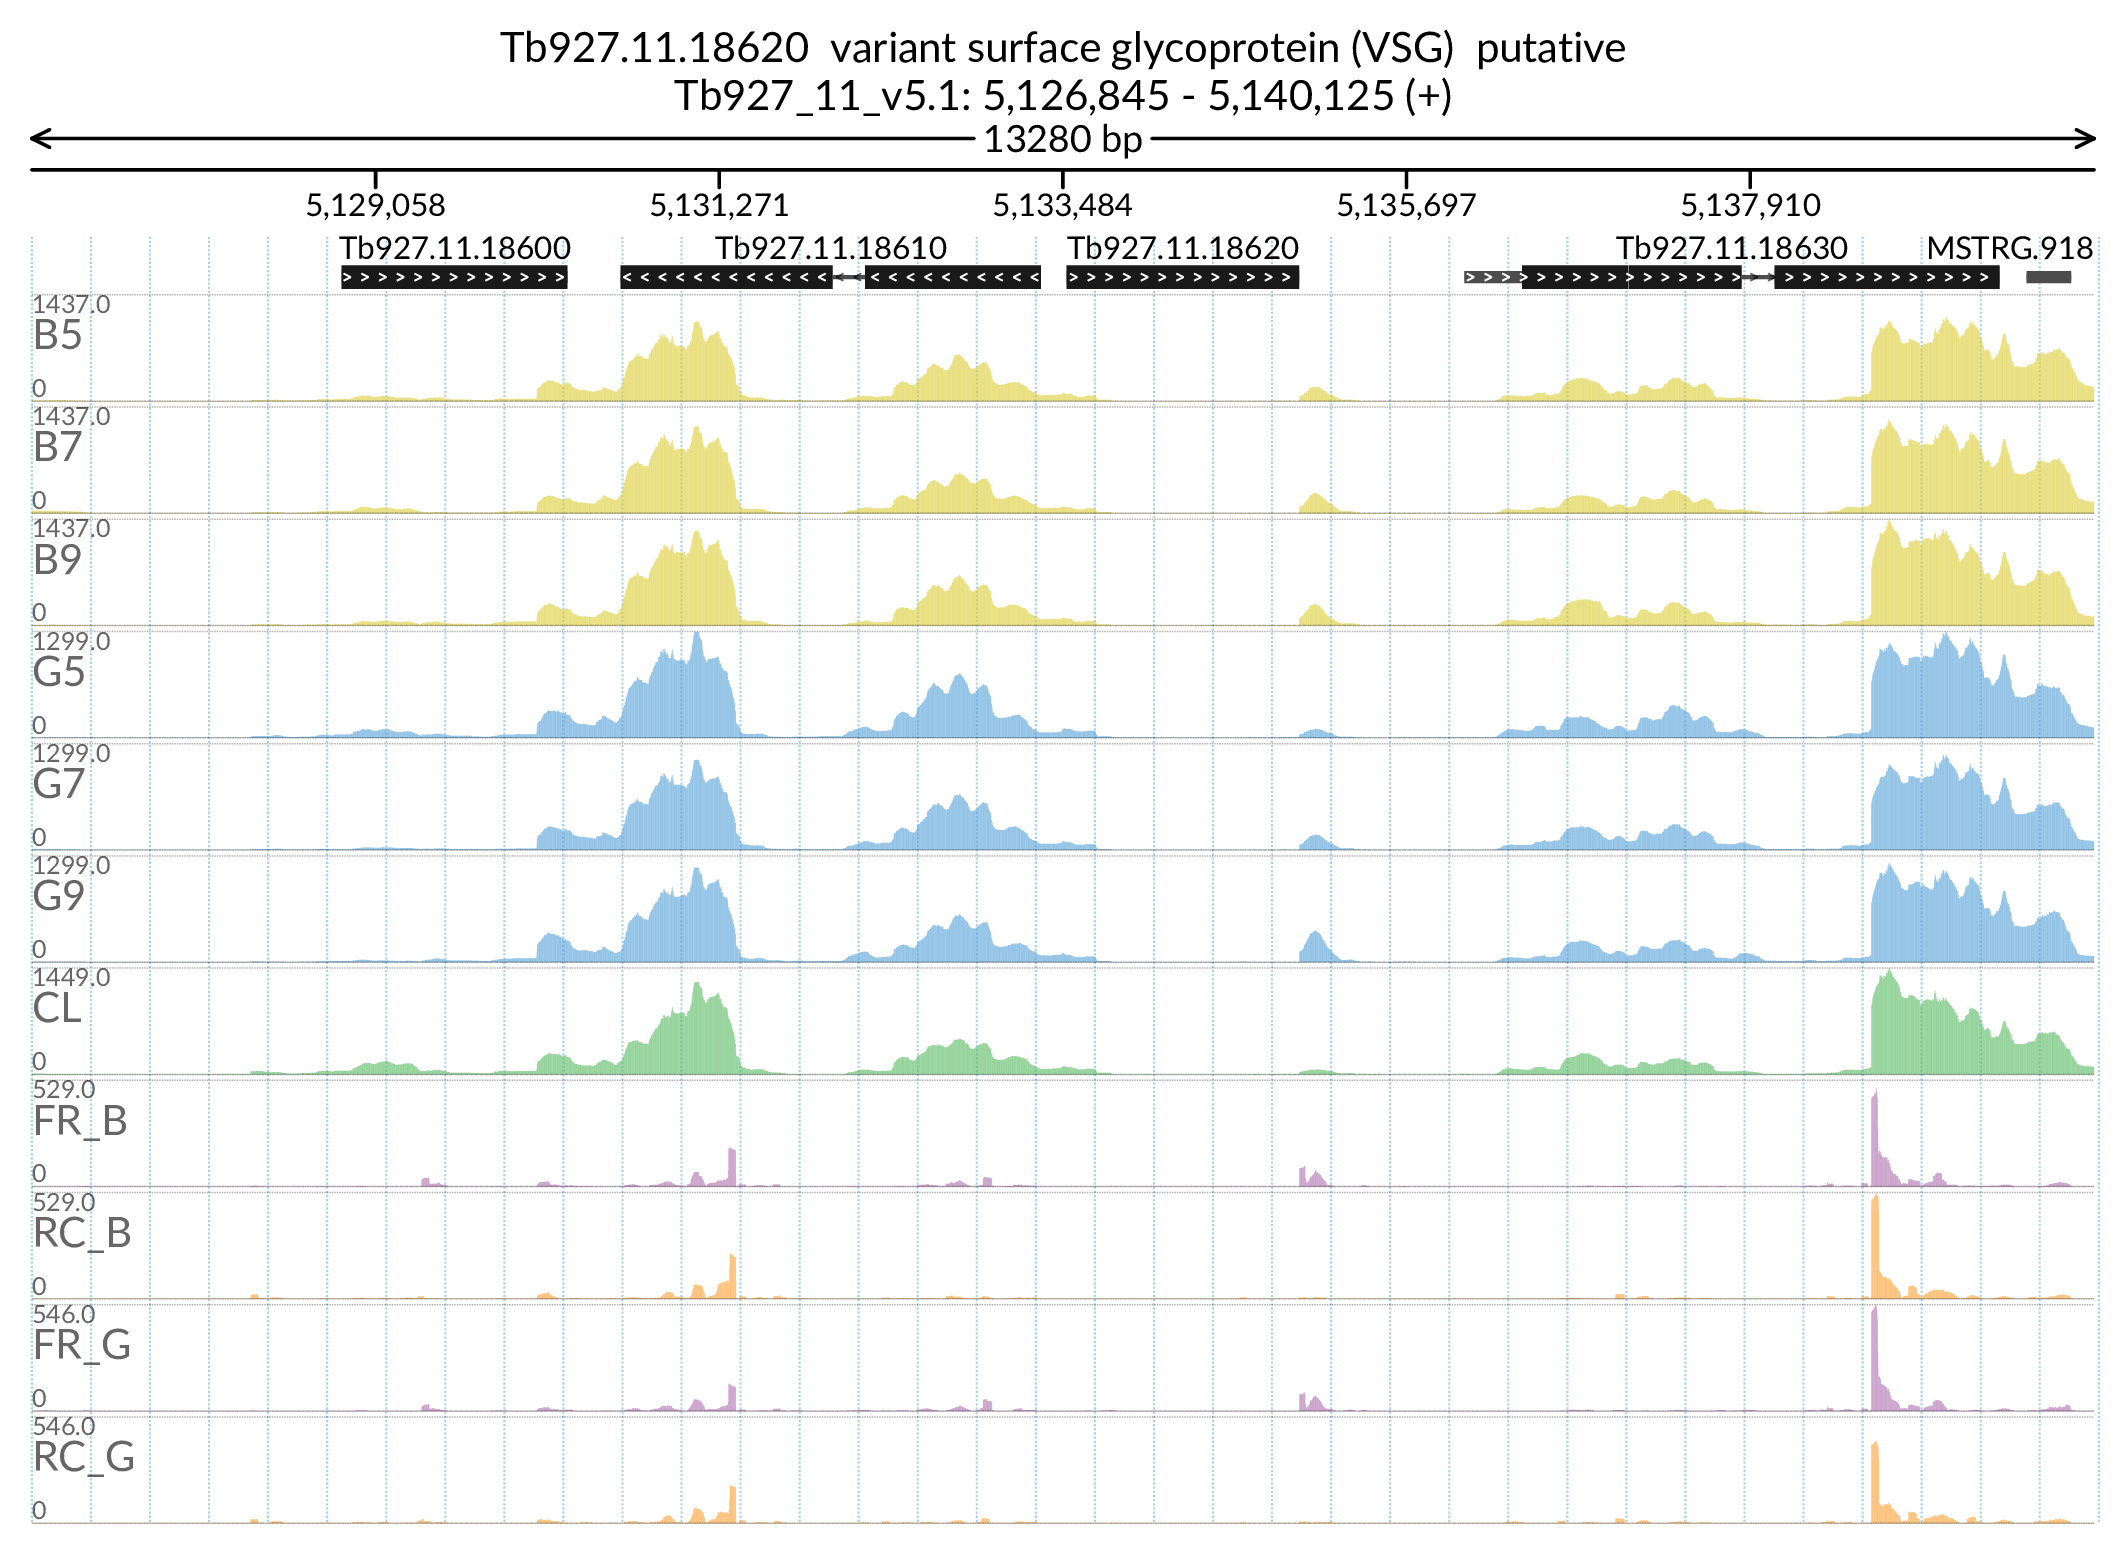 Tb927.11.18620  variant surface glycoprotein (VSG)  putative
Tb927_11_v5.1: 5,126,845 - 5,140,125 (+)
13280 bp
5,129,058 5,131,271 5,133,484 5,135,697 5,137,910
Tb927.11.18600 Tb927.11.18610 Tb927.11.18620 Tb927.11.18630 MSTRG.918
1437.0
B5
0
1437.0
B7
0
1437.0
B9
0
1299.0
G5
0
1299.0
G7
0
1299.0
G9
0
1449.0
CL
0
529.0
FR_B
0
529.0
RC_B
0
546.0
FR_G
0
546.0
RC_G
0